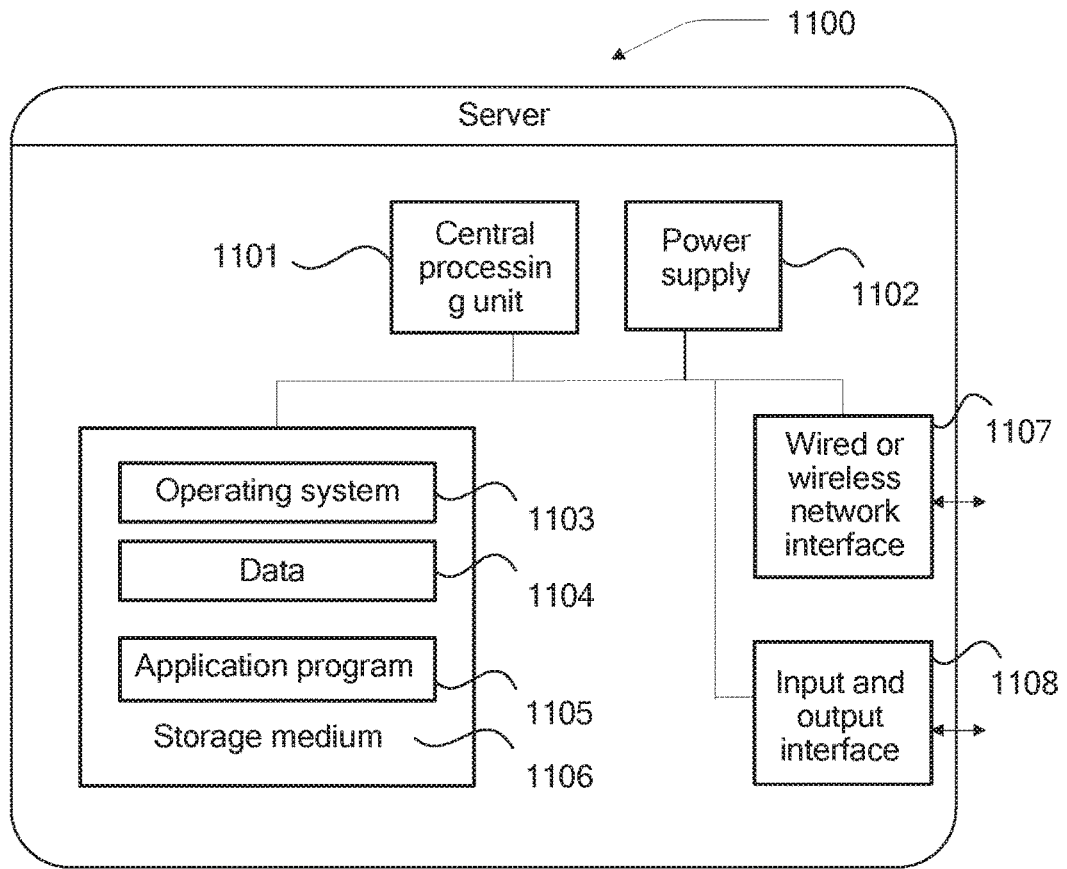 1100
Server
1101
Central
processin
g unit
Power
supply
1102
Operating system
1103
Data
1104
Application program
1105
Storage medium
1106
Wired or
wireless
network
interface
1107
Input and
output
interface
1108